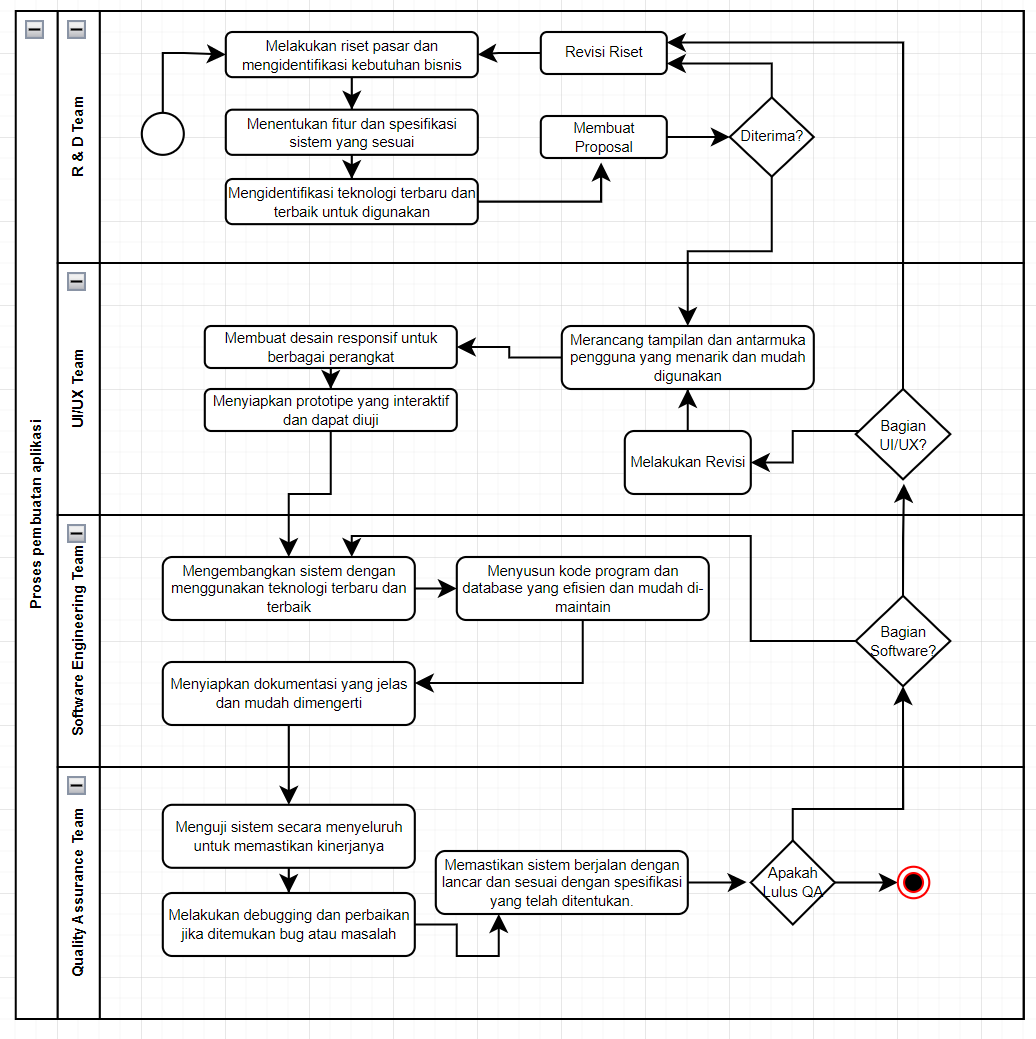 Proses pembuatan aplikasi
R & D Team
Melakukan riset pasar dan
mengidentifikasi kebutuhan bisnis
Revisi Riset
Menentukan fitur dan spesifikasi
sistem yang sesuai
Membuat
Proposal
Diterima?
Mengidentifikasi teknologi terbaru dan
terbaik untuk digunakan
UI/UX Team
Membuat desain responsif untuk
berbagai perangkat
Merancang tampilan dan antarmuka
pengguna yang menarik dan mudah
digunakan
Menyiapkan prototipe yang interaktif
dan dapat diuji
Melakukan Revisi
Bagian
UI/UX?
Software Engineering Team
Mengembangkan sistem dengan
menggunakan teknologi terbaru dan
terbaik
Menyusun kode program dan
database yang efisien dan mudah di-
maintain
Bagian
Software?
Menyiapkan dokumentasi yang jelas
dan mudah dimengerti
Quality Assurance Team
Menguji sistem secara menyeluruh
untuk memastikan kinerjanya
Melakukan debugging dan perbaikan
jika ditemukan bug atau masalah
Memastikan sistem berjalan dengan
lancar dan sesuai dengan spesifikasi
yang telah ditentukan.
Apakah
Lulus QA